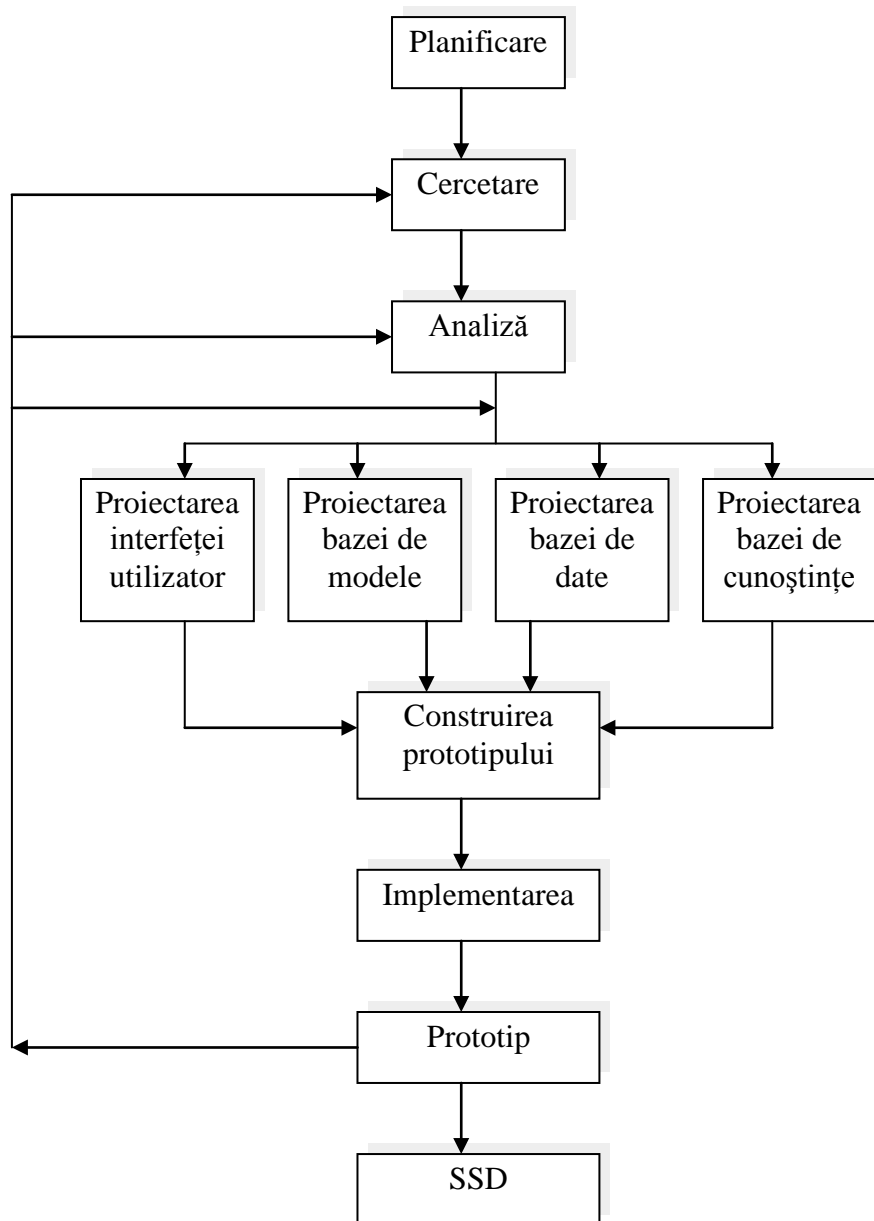 Planificare
Cercetare
Analiză
Proiectarea
interfeței
utilizator
Proiectarea
bazei de
modele
Proiectarea
bazei de
date
Proiectarea
bazei de
cunoştințe
Construirea
prototipului
Implementarea
Prototip
SSD